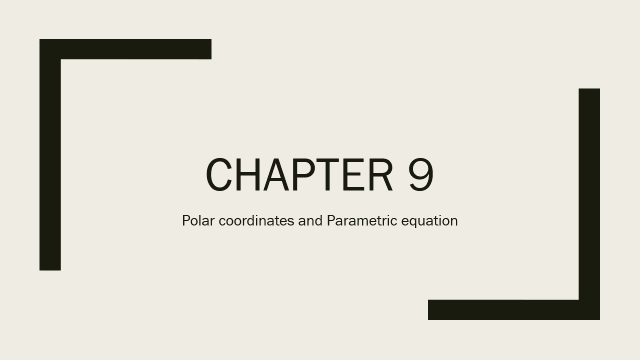 CHAPTER 9
Polar coordinates and Parametric equation